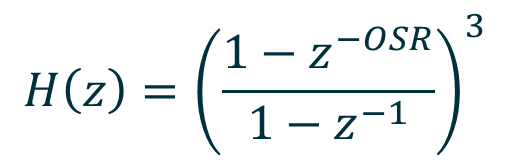 H(z) = ((1 − z^{−OSR}) / (1 − z^{−1}))^3